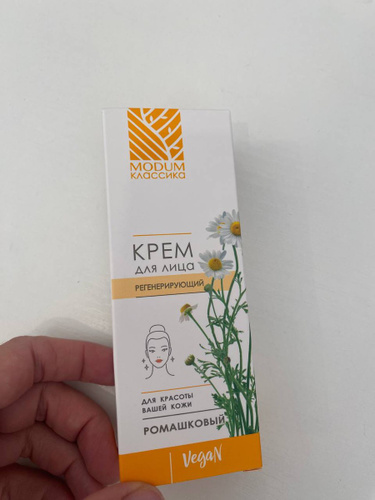 MODUM
КЛАССИКА
КРЕМ
ДЛЯ ЛИЦА
РЕГЕНЕРИРУЮЩИЙ
ДЛЯ КРАСОТЫ
ВАШЕЙ КОЖИ
РОМАШКОВЫЙ
VegaN